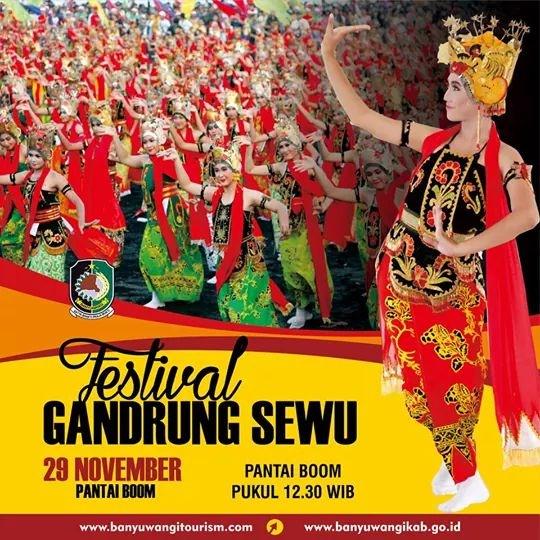 Festival
GANDRUNG SEWU
29 NOVEMBER
PANTAI BOOM
PANTAI BOOM
PUKUL 12.30 WIB
www.banyuwangitourism.com
www.banyuwangikab.go.id